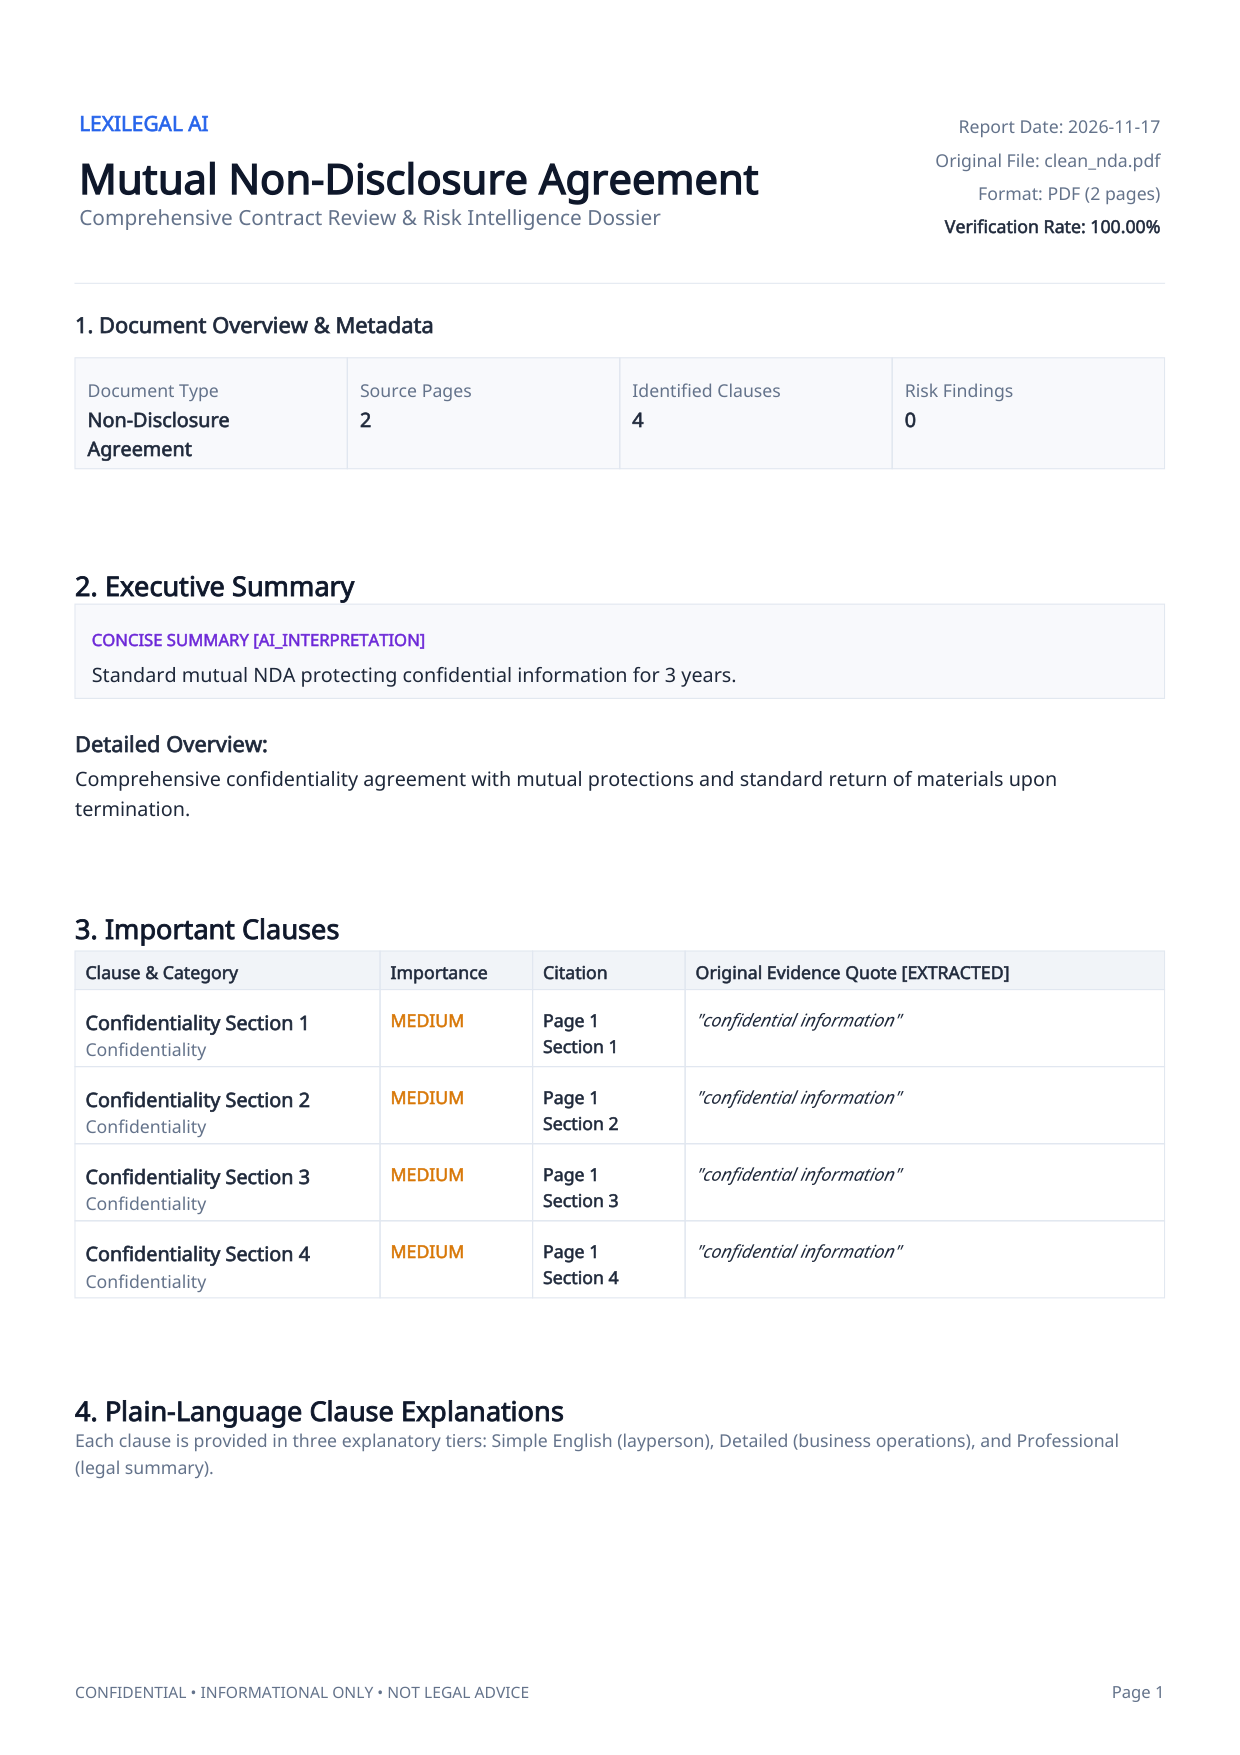 LEXILEGAL AI
Mutual Non-Disclosure Agreement
Comprehensive Contract Review & Risk Intelligence Dossier
Report Date: 2026-11-17
Original File: clean_nda.pdf
Format: PDF (2 pages)
Verification Rate: 100.00%
1. Document Overview & Metadata
Document Type
Non-Disclosure
Agreement
Source Pages
2
Identified Clauses
4
Risk Findings
0
2. Executive Summary
CONCISE SUMMARY [AI_INTERPRETATION]
Standard mutual NDA protecting confidential information for 3 years.
Detailed Overview:
Comprehensive confidentiality agreement with mutual protections and standard return of materials upon
termination.
3. Important Clauses
Clause & Category Importance Citation Original Evidence Quote [EXTRACTED]
Confidentiality Section 1
Confidentiality
MEDIUM
Page 1
Section 1
"confidential information"
Confidentiality Section 2
Confidentiality
MEDIUM
Page 1
Section 2
"confidential information"
Confidentiality Section 3
Confidentiality
MEDIUM
Page 1
Section 3
"confidential information"
Confidentiality Section 4
Confidentiality
MEDIUM
Page 1
Section 4
"confidential information"
4. Plain-Language Clause Explanations
Each clause is provided in three explanatory tiers: Simple English (layperson), Detailed (business operations), and Professional
(legal summary).
CONFIDENTIAL • INFORMATIONAL ONLY • NOT LEGAL ADVICE
Page 1